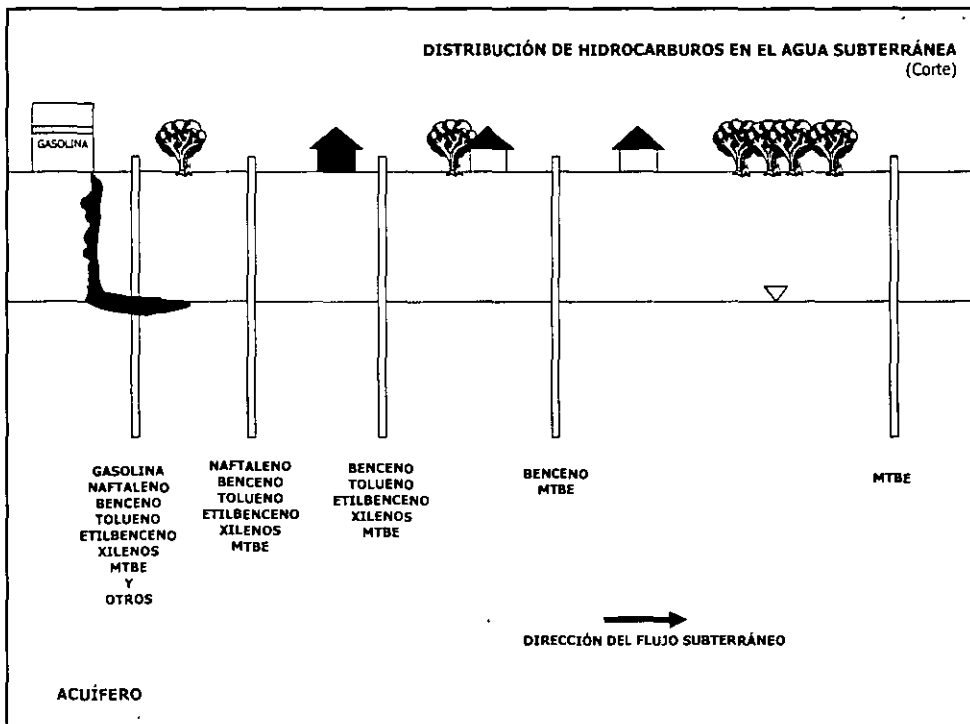 DISTRIBUCIÓN DE HIDROCARBUROS EN EL AGUA SUBTERRÁNEA
(Corte)
GASOLINA
GASOLINA
NAFTALENO
BENCENO
TOLUENO
ETILBENCENO
XILENOS
MTBE
Y
OTROS
NAFTALENO
BENCENO
TOLUENO
ETILBENCENO
XILENOS
MTBE
BENCENO
TOLUENO
ETILBENCENO
XILENOS
MTBE
BENCENO
MTBE
MTBE
DIRECCIÓN DEL FLUJO SUBTERRÁNEO
ACUÍFERO